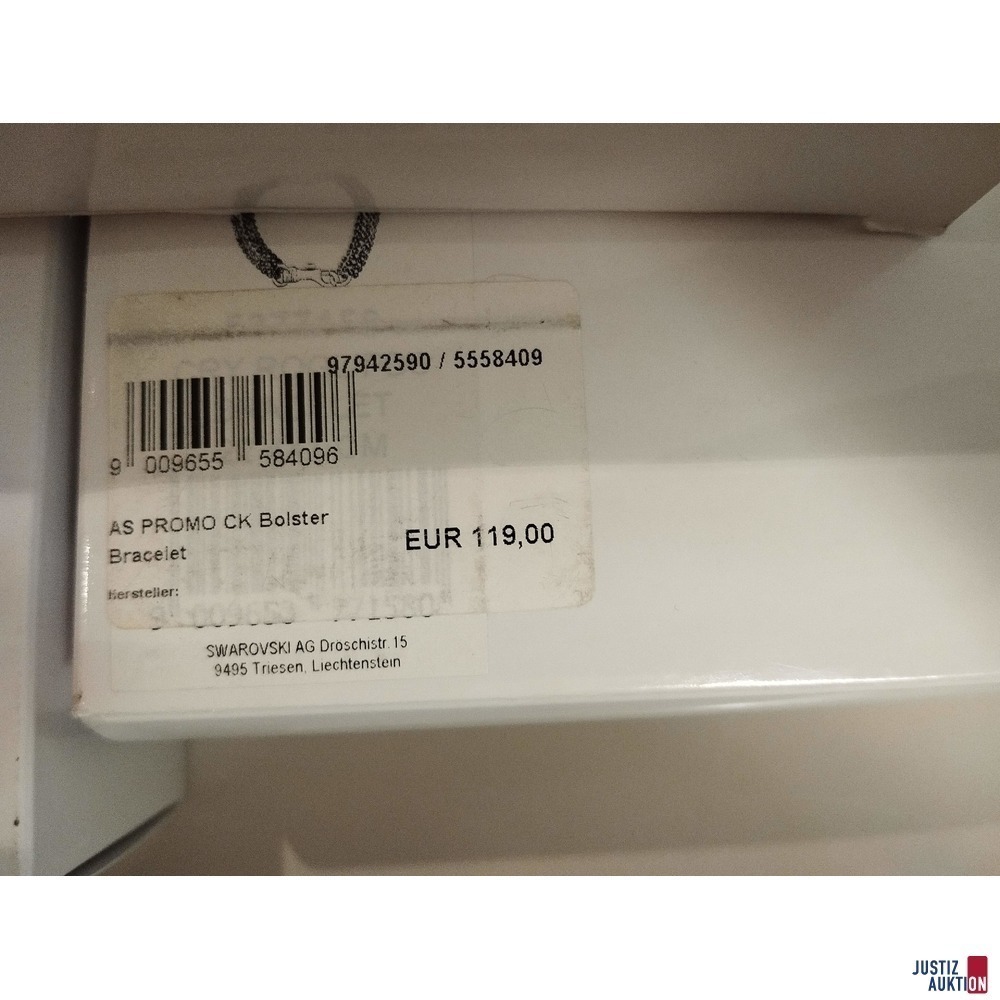 97942590 / 5558409
9 009655 584096
AS PROMO CK Bolster
Bracelet
EUR 119,00
Hersteller:
SWAROVSKI AG Dröschistr. 15
9495 Triesen, Liechtenstein
JUSTIZ
AUKTION